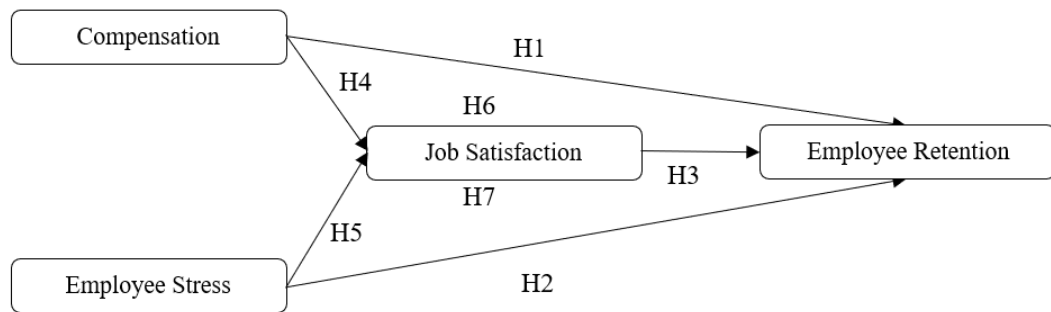 Compensation
H1
H4
H6
Job Satisfaction
Employee Retention
H3
H7
H5
Employee Stress
H2